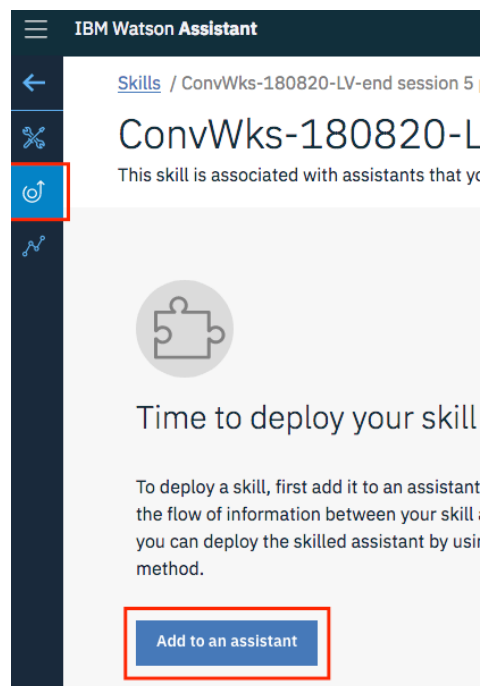 IBM Watson Assistant
Skills / ConvWks-180820-LV-end session 5
ConvWks-180820-L
This skill is associated with assistants that
Time to deploy your skill
To deploy a skill, first add it to an assistant
the flow of information between your skill
you can deploy the skilled assistant by
method.
Add to an assistant